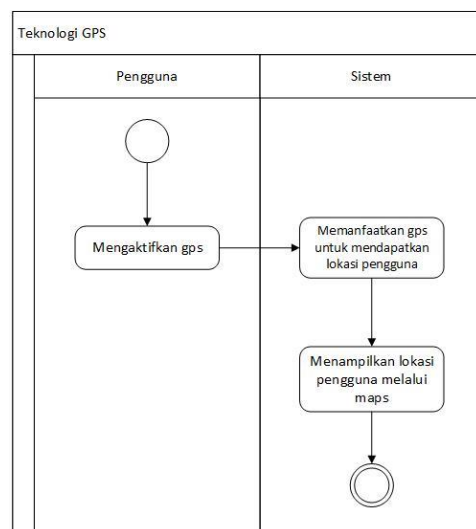 Teknologi GPS
Pengguna
Sistem
Mengaktifkan gps
Memanfaatkan gps
untuk mendapatkan
lokasi pengguna
Menampilkan lokasi
pengguna melalui
maps